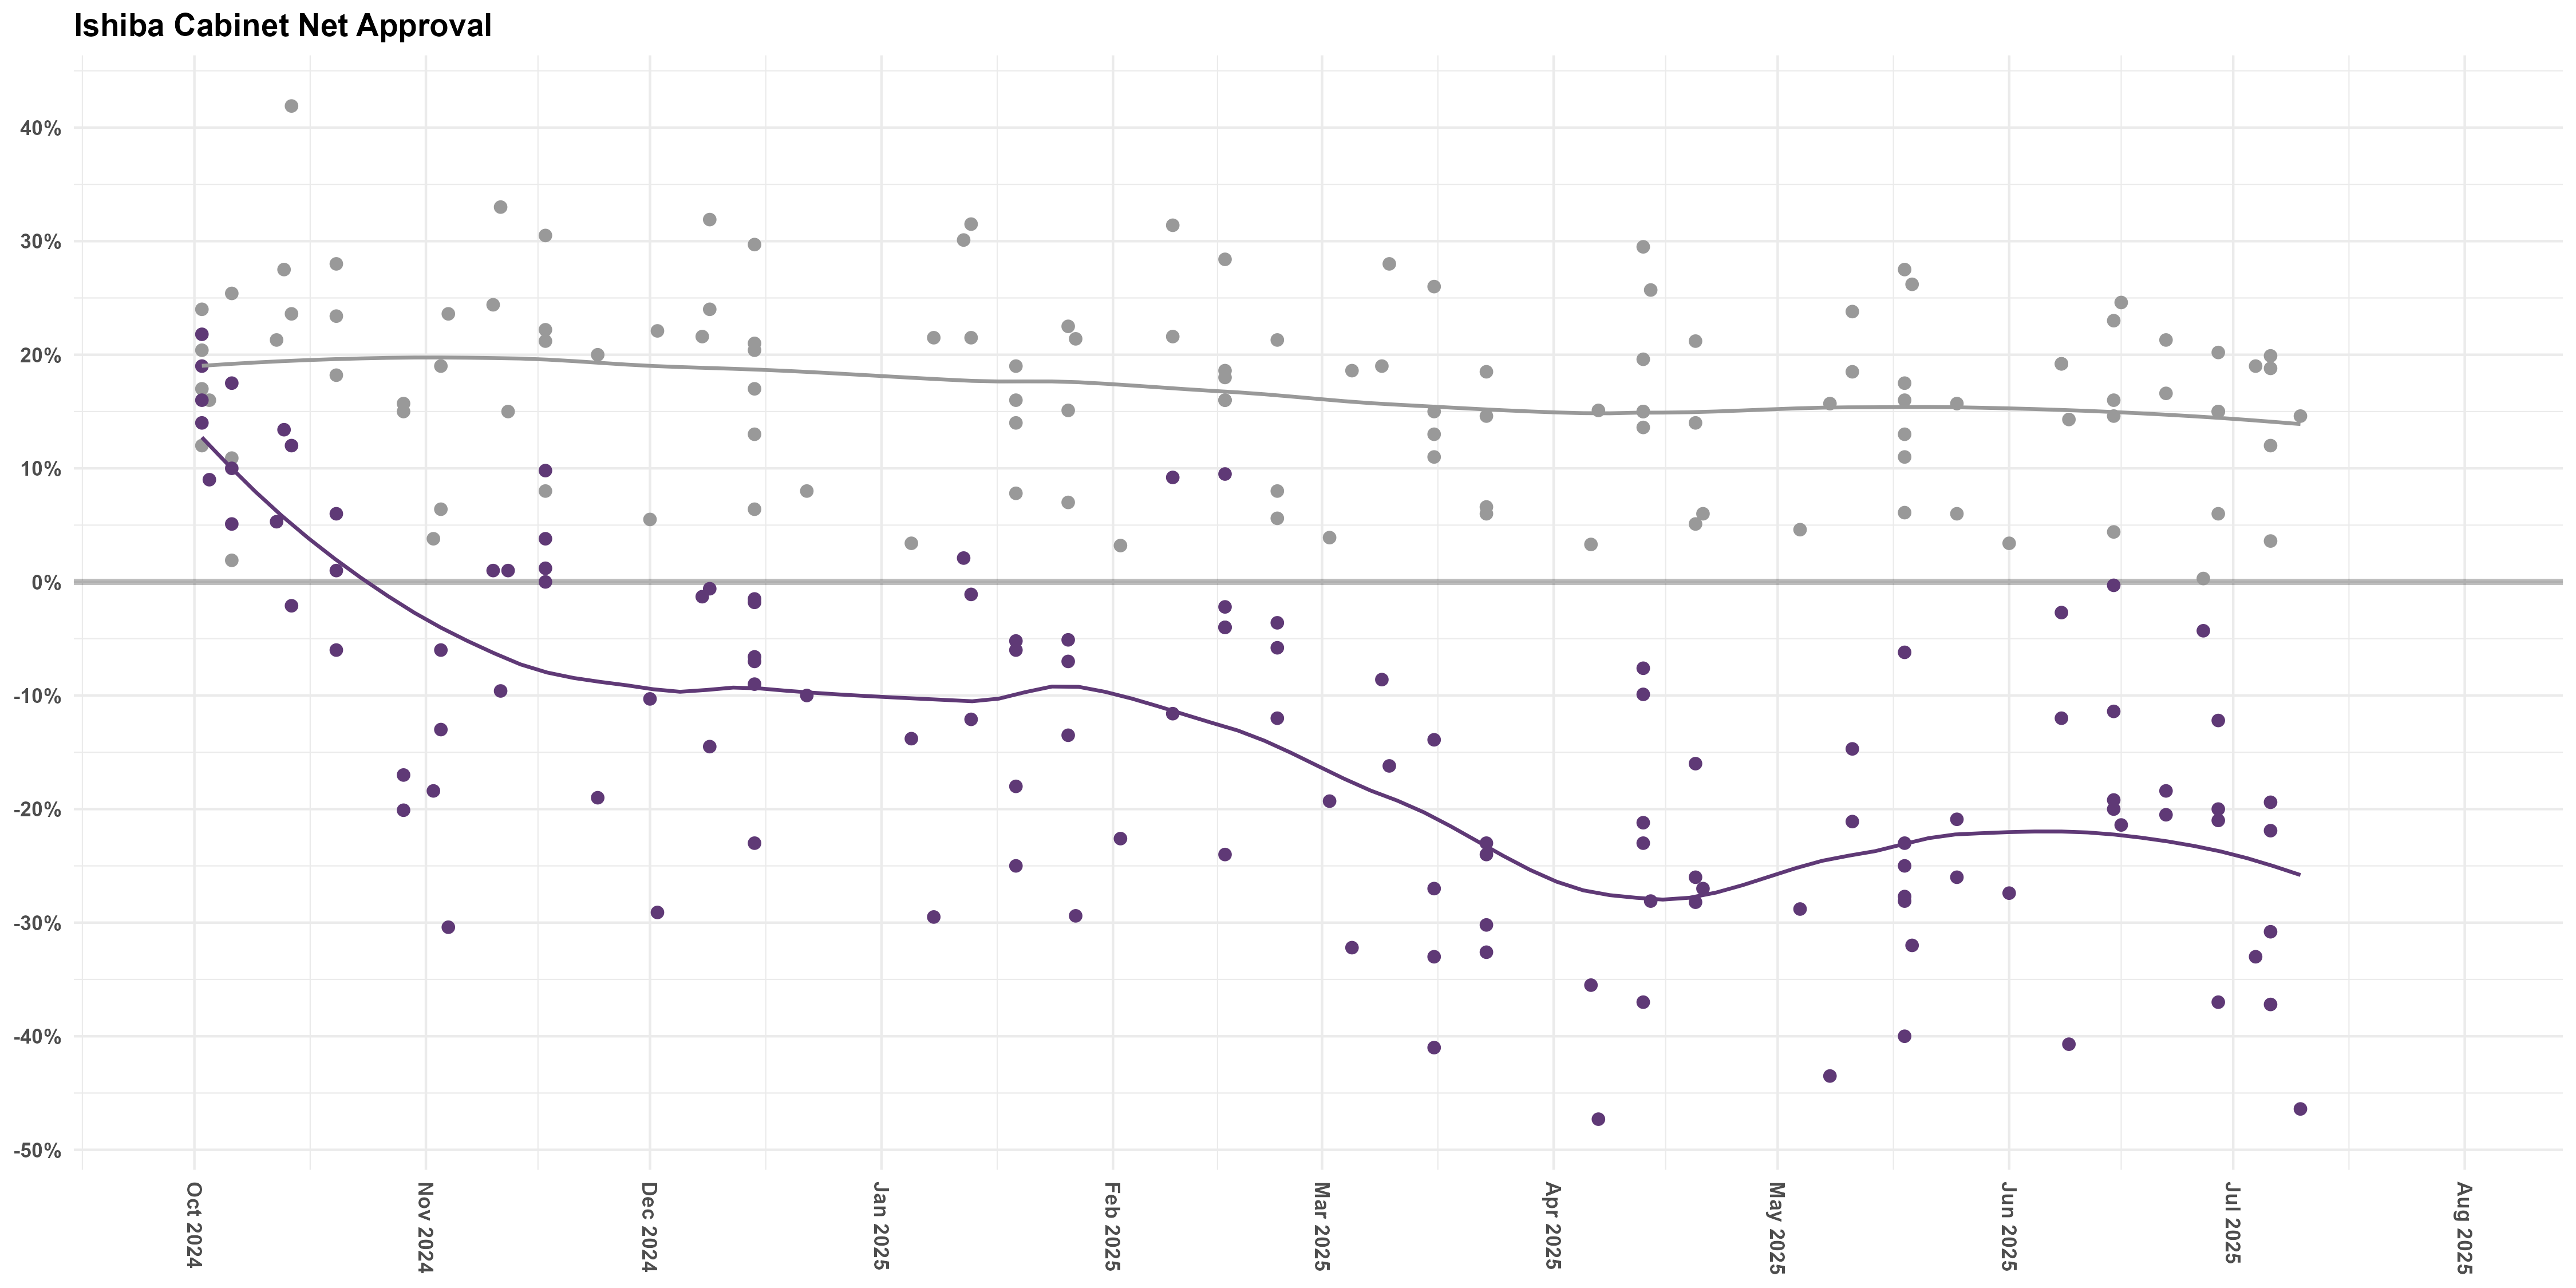 Ishiba Cabinet Net Approval
40%
30%
20%
10%
0%
-10%
-20%
-30%
-40%
-50%
Oct 2024
Nov 2024
Dec 2024
Jan 2025
Feb 2025
Mar 2025
Apr 2025
May 2025
Jun 2025
Jul 2025
Aug 2025